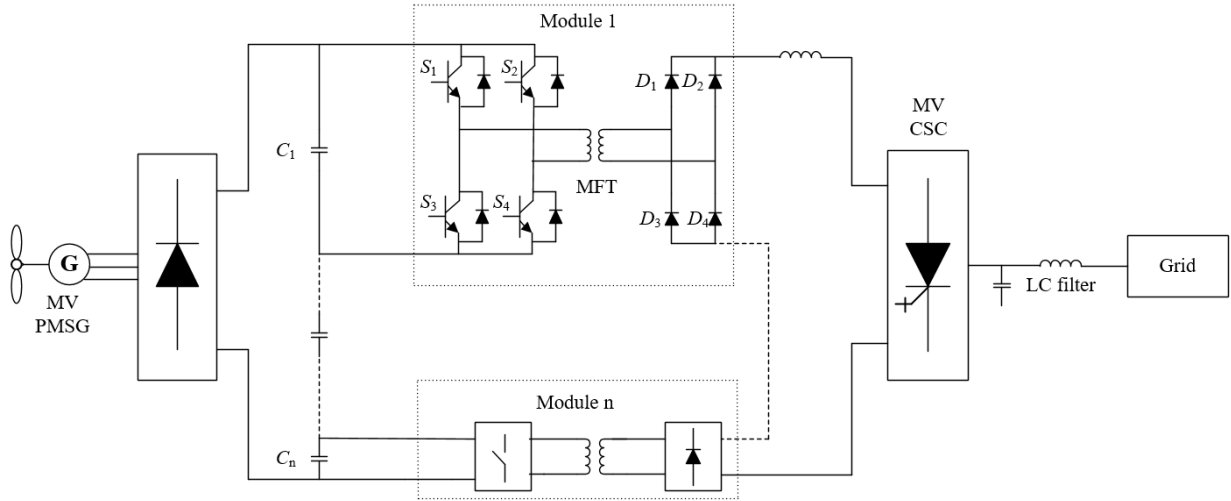 Module 1
S1
S2
D1
D2
MV
CSC
C1
MFT
S3
S4
D3
D4
G
MV
PMSG
LC filter
Grid
Module n
Cn